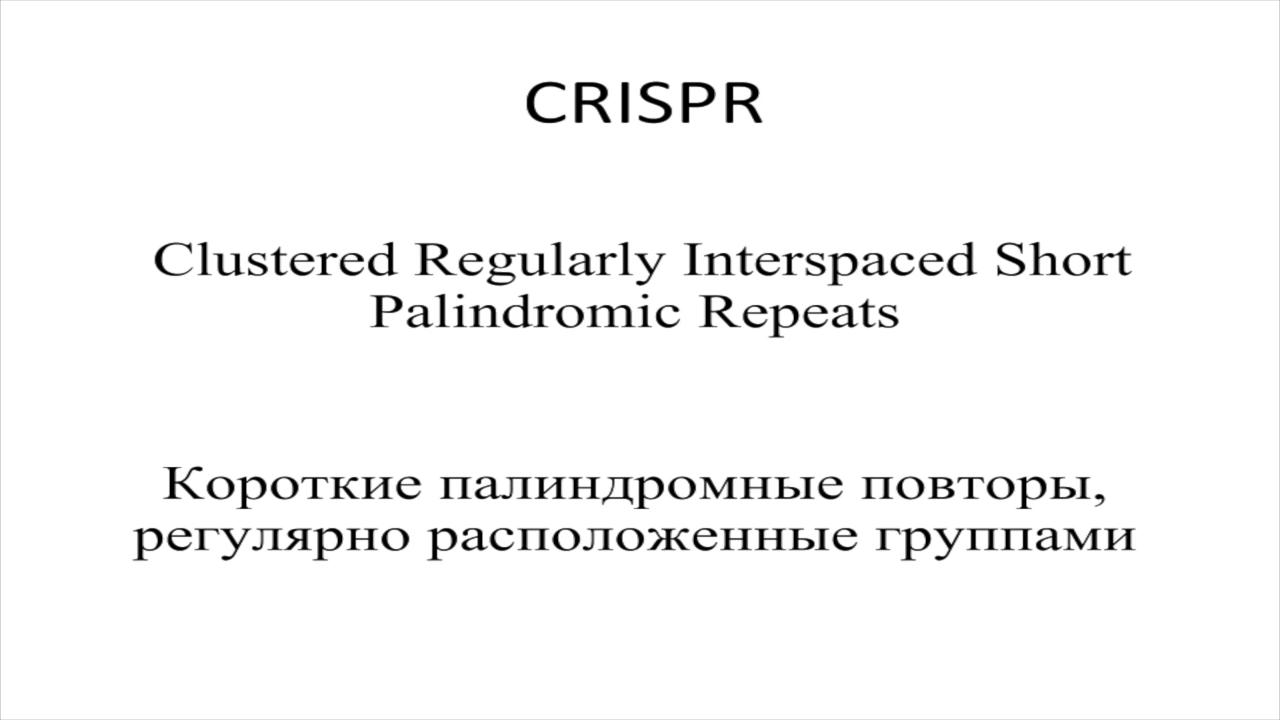 CRISPR
Clustered Regularly Interspaced Short
Palindromic Repeats
Короткие палиндромные повторы,
регулярно расположенные группами